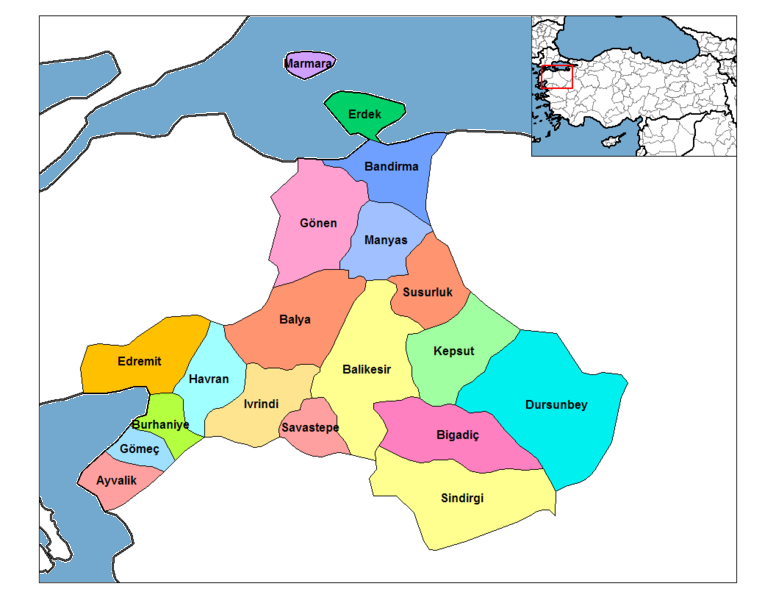 Marmara
Erdek
Bandirma
Gönen
Manyas
Susurluk
Balya
Kepsut
Edremit
Balikesir
Havran
Ivrindi
Dursunbey
Burhaniye
Savastepe
Bigadiç
Gömeç
Ayvalik
Sindirgi